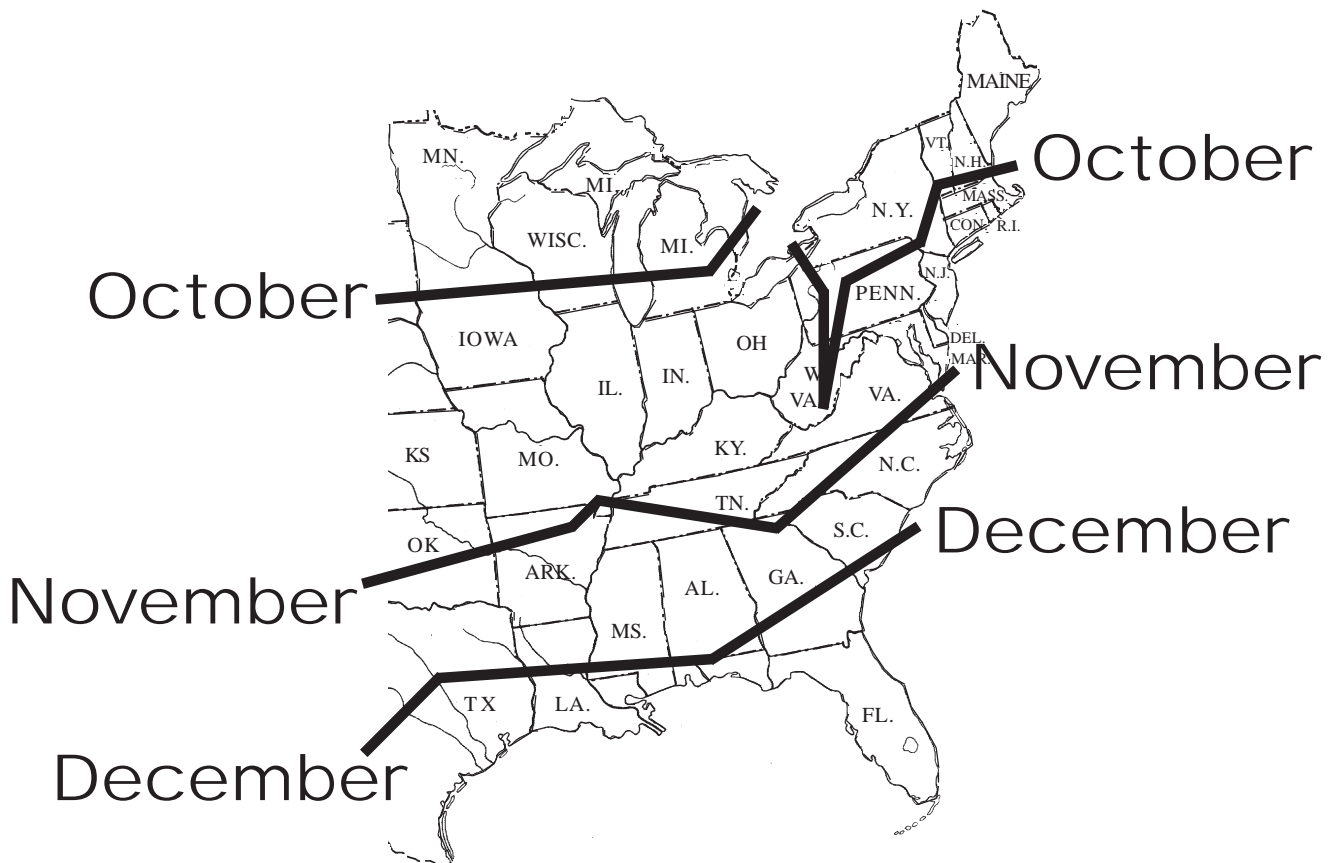 MAINE
VT.
N.H.
October
MN.
MI.
MASS.
N.Y.
CON.
R.I.
WISC.
MI.
October
N.J.
PENN.
IOWA
OH
DEL.
MAR.
November
IL.
IN.
W
VA.
VA.
KS
MO.
KY.
N.C.
TN.
S.C.
December
OK
ARK.
GA.
AL.
November
MS.
TX
LA.
FL.
December